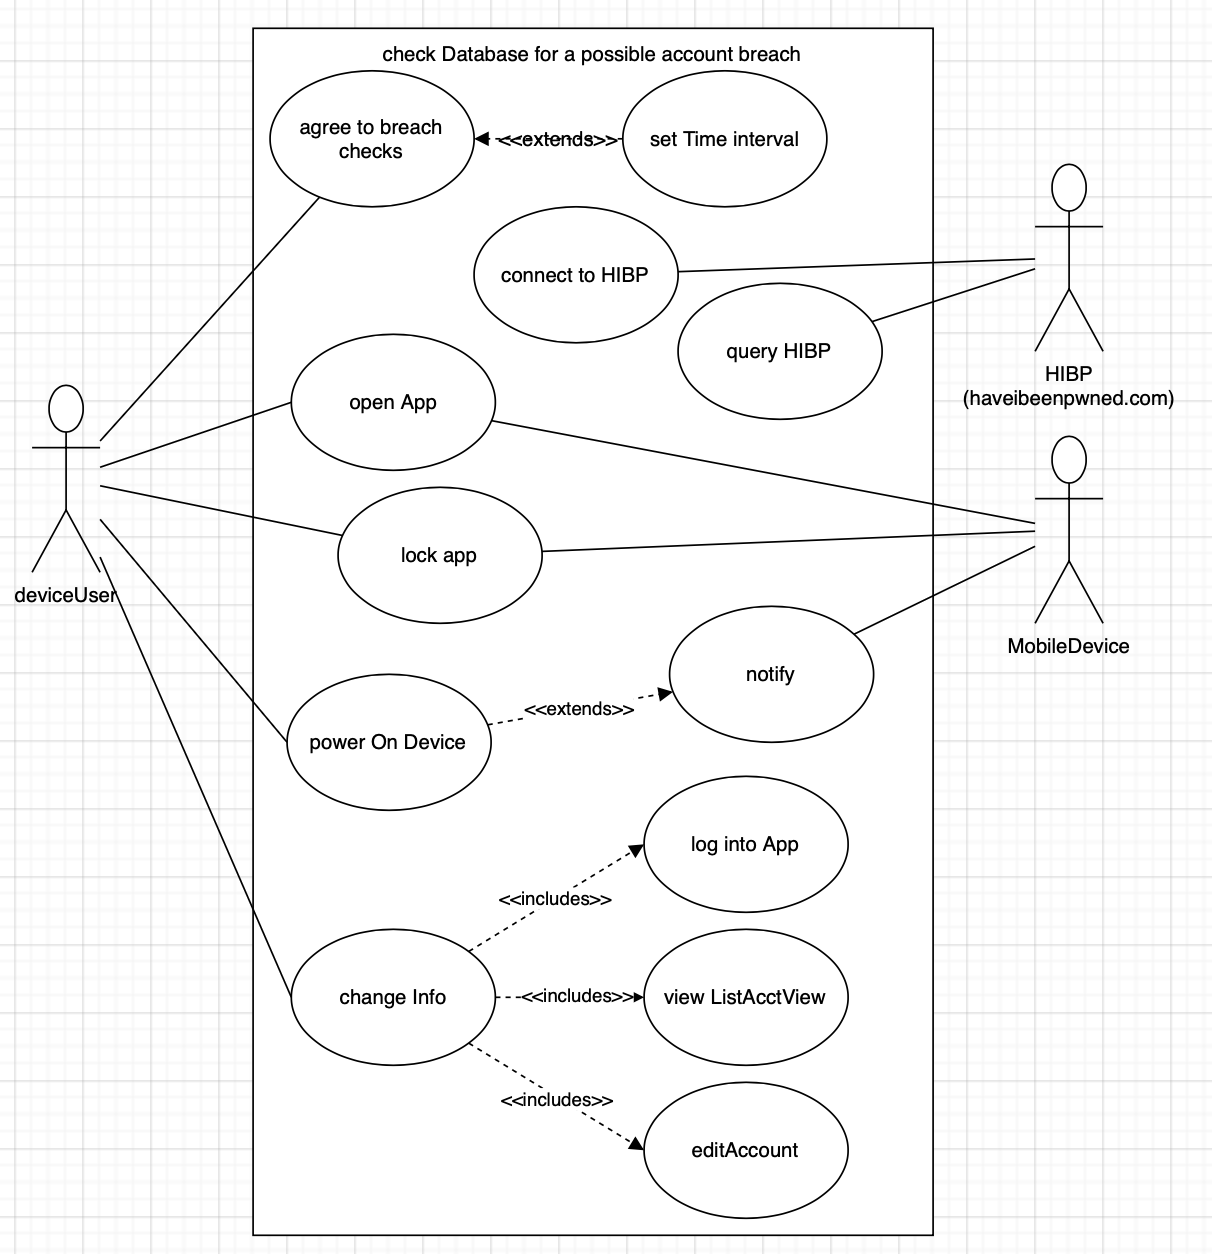 check Database for a possible account breach
agree to breach
checks
<<extends>>
set Time interval
connect to HIBP
query HIBP
HIBP
(haveibeenpwned.com)
open App
lock app
deviceUser
MobileDevice
notify
<<extends>>
power On Device
log into App
<<includes>>
change Info
<<includes>>
view ListAcctView
<<includes>>
editAccount